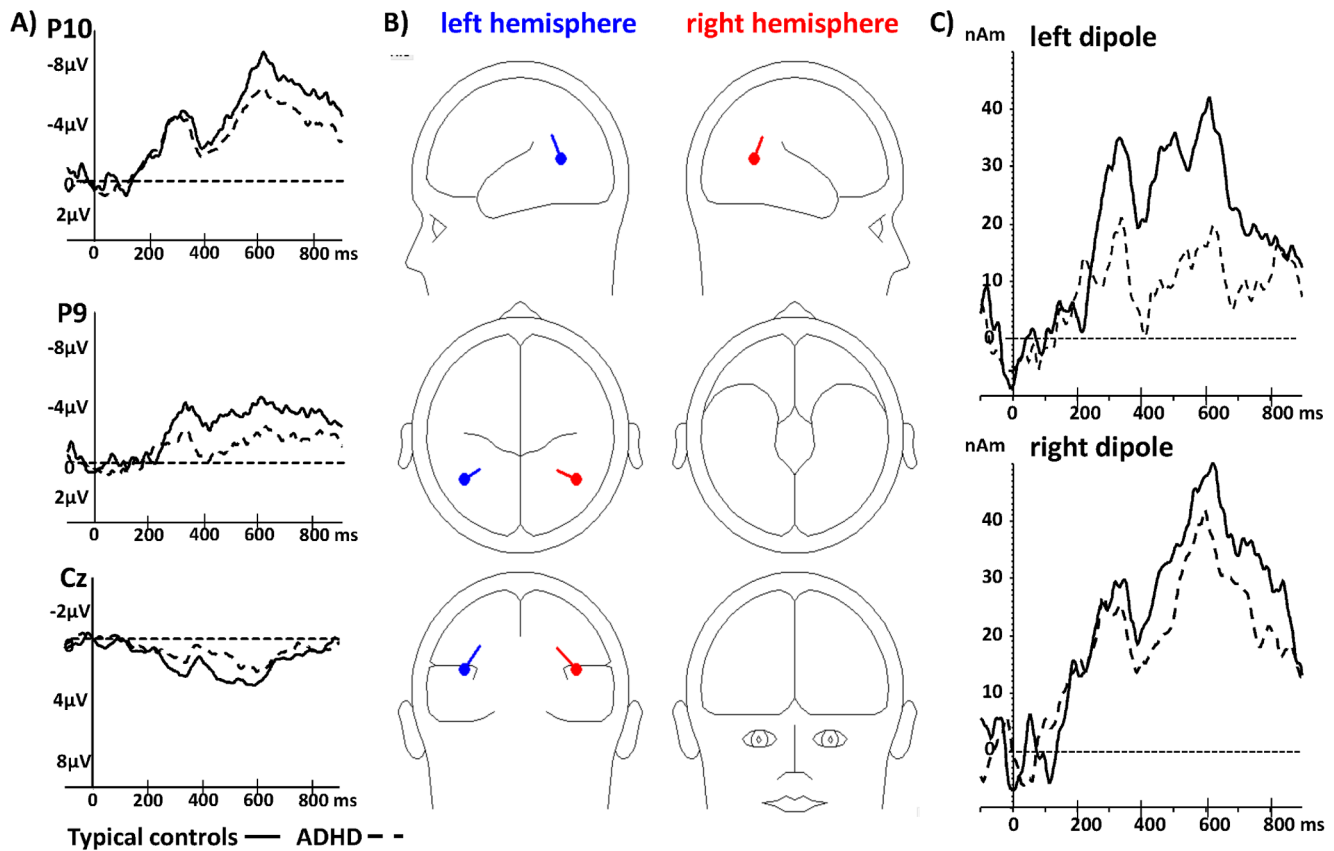 A)
P10
-8µV
-4µV
0
2µV
0 200 400 600 800 ms
P9
-8µV
-4µV
0
2µV
0 200 400 600 800 ms
Cz
-2µV
0
4µV
8µV
0 200 400 600 800 ms
Typical controls ADHD
B) left hemisphere right hemisphere
C)
nAm left dipole
40
30
20
10
0
0 200 400 600 800 ms
nAm right dipole
40
30
20
10
0
0 200 400 600 800 ms